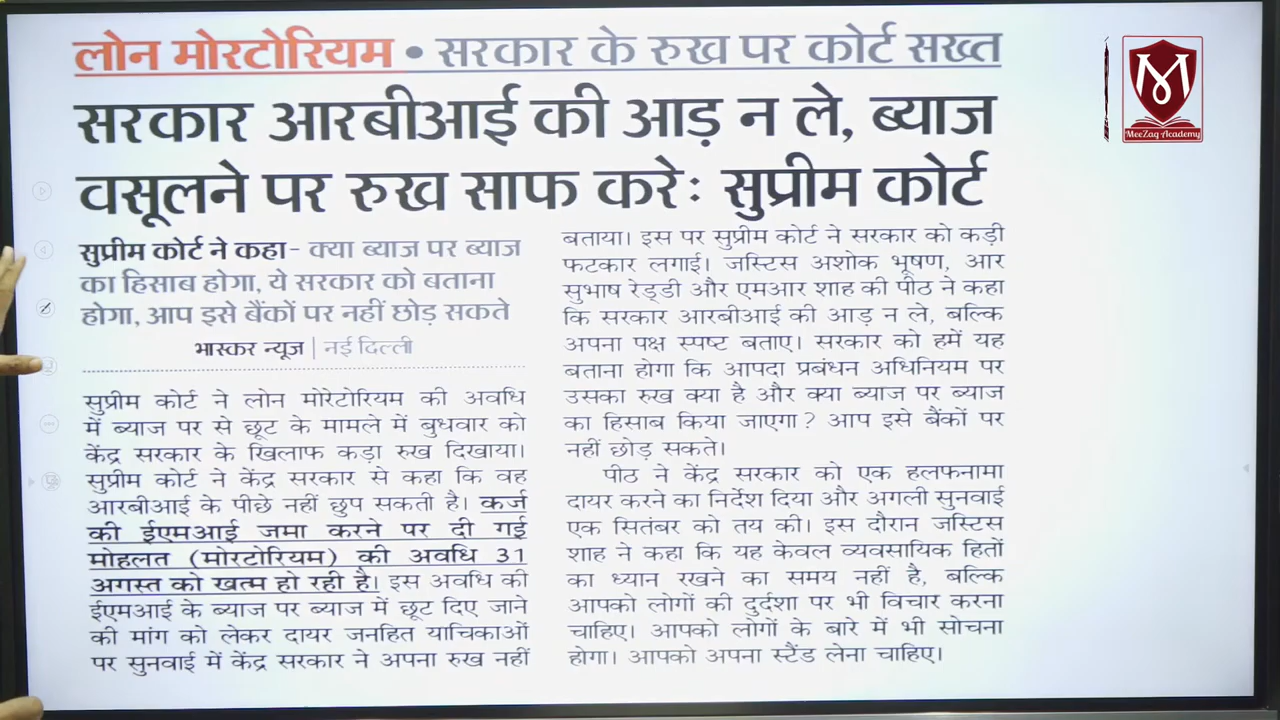 लोन मोरटोरियम • सरकार के रुख पर कोर्ट सख्त
सरकार आरबीआई की आड़ न ले, ब्याज
वसूलने पर रुख साफ करे: सुप्रीम कोर्ट
सुप्रीम कोर्ट ने कहा- क्या ब्याज पर ब्याज
का हिसाब होगा, ये सरकार को बताना
होगा, आप इसे बैंकों पर नहीं छोड़ सकते
भास्कर न्यूज | नई दिल्ली
सुप्रीम कोर्ट ने लोन मोरेटोरियम की अवधि
में ब्याज पर से छूट के मामले में बुधवार को
केंद्र सरकार के खिलाफ कड़ा रुख दिखाया।
सुप्रीम कोर्ट ने केंद्र सरकार से कहा कि वह
आरबीआई के पीछे नहीं छुप सकती है। कर्ज
की ईएमआई जमा करने पर दी गई
मोहलत (मोरटोरियम) की अवधि 31
अगस्त को खत्म हो रही है। इस अवधि की
ईएमआई के ब्याज पर ब्याज में छूट दिए जाने
की मांग को लेकर दायर जनहित याचिकाओं
पर सुनवाई में केंद्र सरकार ने अपना रुख नहीं
बताया। इस पर सुप्रीम कोर्ट ने सरकार को कड़ी
फटकार लगाई। जस्टिस अशोक भूषण, आर
सुभाष रेड्डी और एमआर शाह की पीठ ने कहा
कि सरकार आरबीआई की आड़ न ले, बल्कि
अपना पक्ष स्पष्ट बताए। सरकार को हमें यह
बताना होगा कि आपदा प्रबंधन अधिनियम पर
उसका रुख क्या है और क्या ब्याज पर ब्याज
का हिसाब किया जाएगा? आप इसे बैंकों पर
नहीं छोड़ सकते।
पीठ ने केंद्र सरकार को एक हलफनामा
दायर करने का निर्देश दिया और अगली सुनवाई
एक सितंबर को तय की। इस दौरान जस्टिस
शाह ने कहा कि यह केवल व्यवसायिक हितों
का ध्यान रखने का समय नहीं है, बल्कि
आपको लोगों की दुर्दशा पर भी विचार करना
चाहिए। आपको लोगों के बारे में भी सोचना
होगा। आपको अपना स्टैंड लेना चाहिए।
MeeZaq Academy